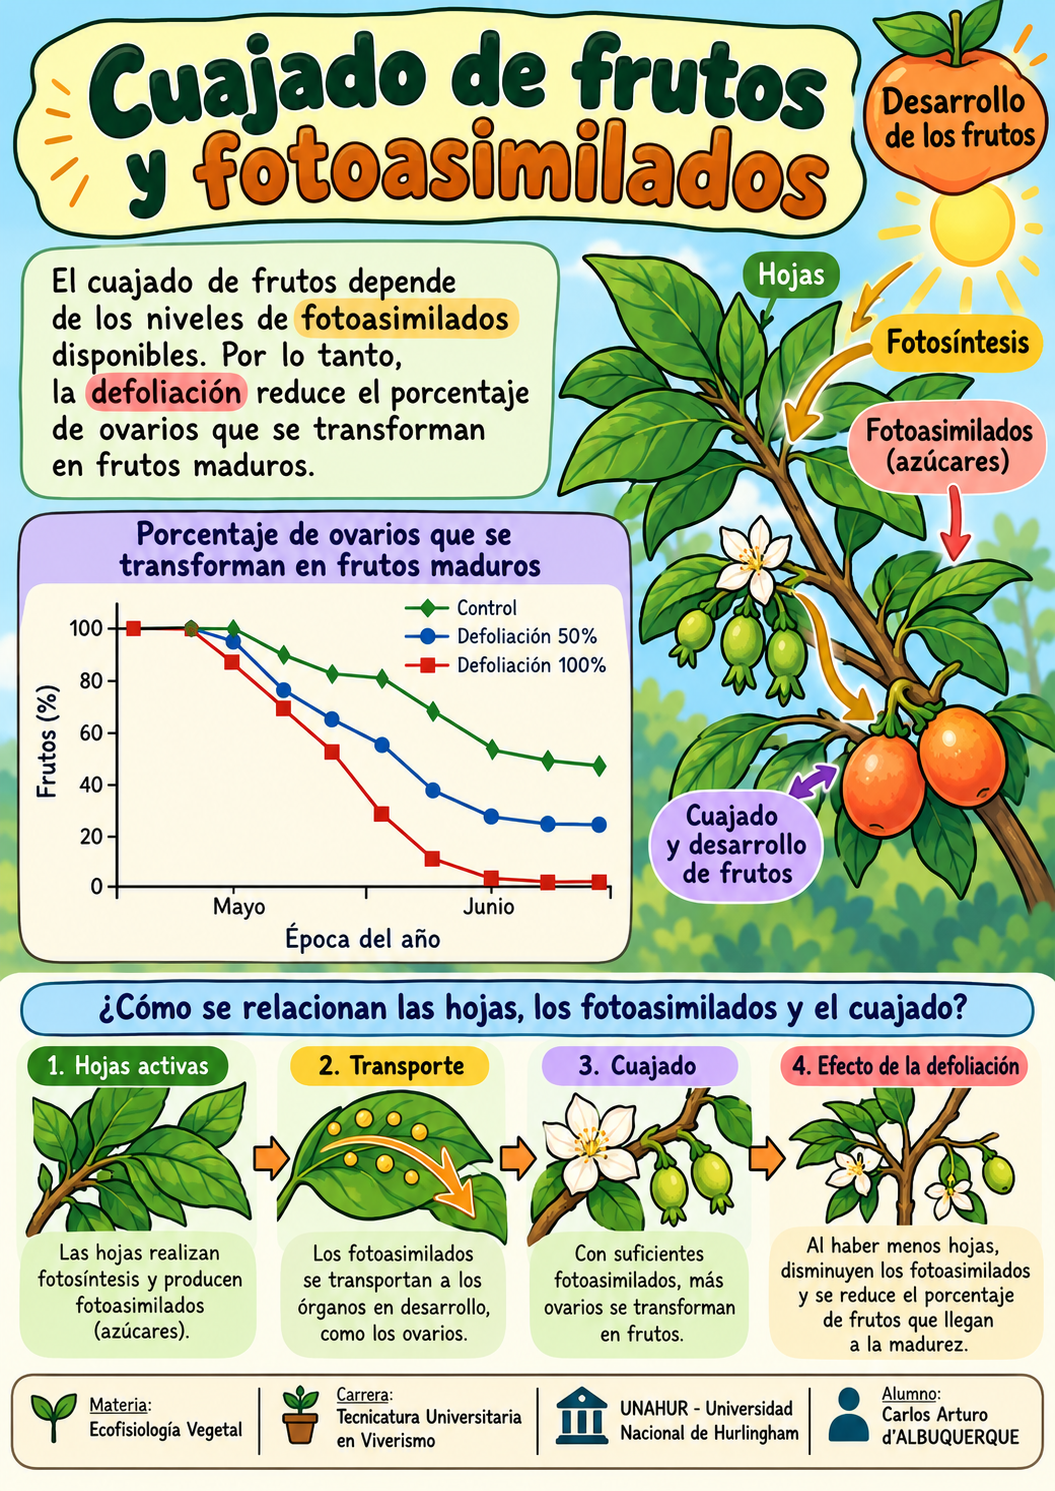 Cuajado de frutos
y fotoasimilados
Desarrollo
de los frutos
El cuajado de frutos depende
de los niveles de fotoasimilados
disponibles. Por lo tanto,
la defoliación reduce el porcentaje
de ovarios que se transforman
en frutos maduros.
Hojas
Fotosíntesis
Fotoasimilados
(azúcares)
Cuajado
y desarrollo
de frutos
Porcentaje de ovarios que se
transforman en frutos maduros
Control
Defoliación 50%
Defoliación 100%
Frutos (%)
100
80
60
40
20
0
Mayo
Junio
Época del año
¿Cómo se relacionan las hojas, los fotoasimilados y el cuajado?
1. Hojas activas
Las hojas realizan
fotosíntesis y producen
fotoasimilados
(azúcares).
2. Transporte
Los fotoasimilados
se transportan a los
órganos en desarrollo,
como los ovarios.
3. Cuajado
Con suficientes
fotoasimilados, más
ovarios se transforman
en frutos.
4. Efecto de la defoliación
Al haber menos hojas,
disminuyen los fotoasimilados
y se reduce el porcentaje
de frutos que llegan
a la madurez.
Materia:
Ecofisiología Vegetal
Carrera:
Tecnicatura Universitaria
en Viverismo
UNAHUR - Universidad
Nacional de Hurlingham
Alumno:
Carlos Arturo
d'ALBUQUERQUE